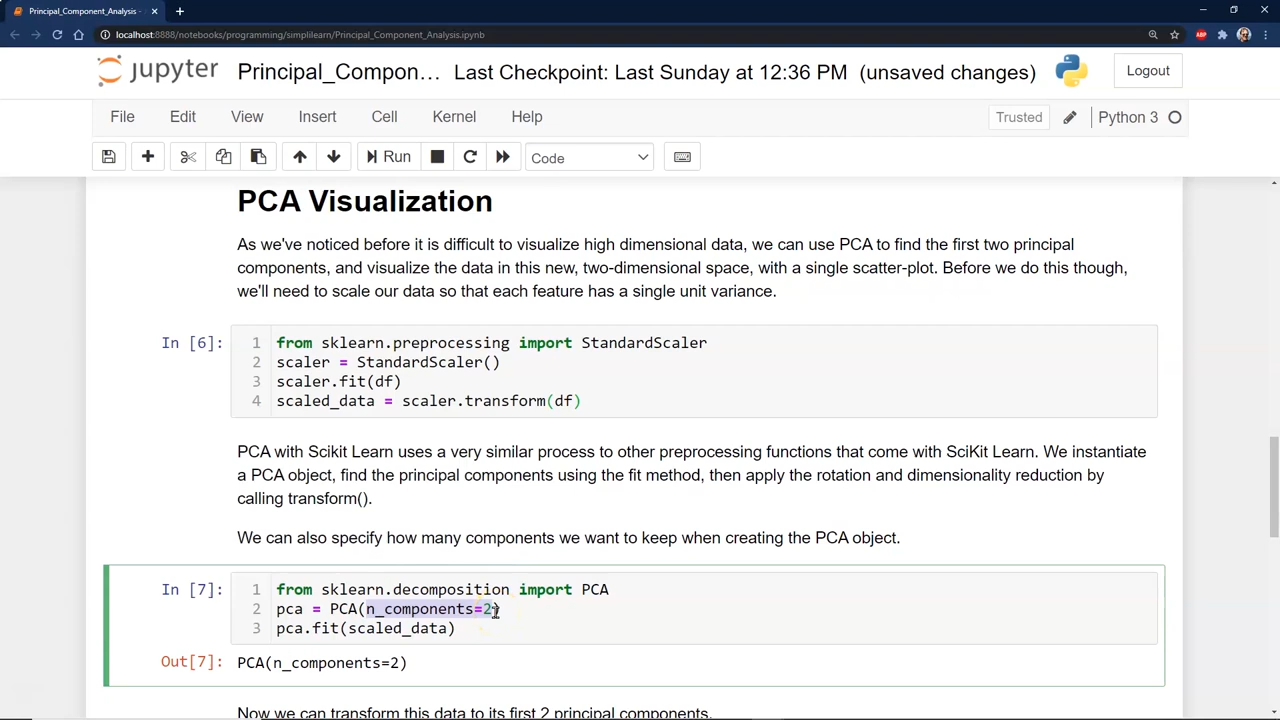 Principal_Component_Analysis -
localhost:8888/notebooks/programming/simplilearn/Principal_Component_Analysis.ipynb
ABP
jupyter Principal_Compon... Last Checkpoint: Last Sunday at 12:36 PM (unsaved changes) Logout
File Edit View Insert Cell Kernel Help Trusted Python 3
Run Code
PCA Visualization
As we've noticed before it is difficult to visualize high dimensional data, we can use PCA to find the first two principal
components, and visualize the data in this new, two-dimensional space, with a single scatter-plot. Before we do this though,
we'll need to scale our data so that each feature has a single unit variance.
In [6]: 1 from sklearn.preprocessing import StandardScaler
2 scaler = StandardScaler()
3 scaler.fit(df)
4 scaled_data = scaler.transform(df)
PCA with Scikit Learn uses a very similar process to other preprocessing functions that come with SciKit Learn. We instantiate
a PCA object, find the principal components using the fit method, then apply the rotation and dimensionality reduction by
calling transform().
We can also specify how many components we want to keep when creating the PCA object.
In [7]: 1 from sklearn.decomposition import PCA
2 pca = PCA(n_components=2)
3 pca.fit(scaled_data)
Out[7]: PCA(n_components=2)
Now we can transform this data to its first 2 principal components.